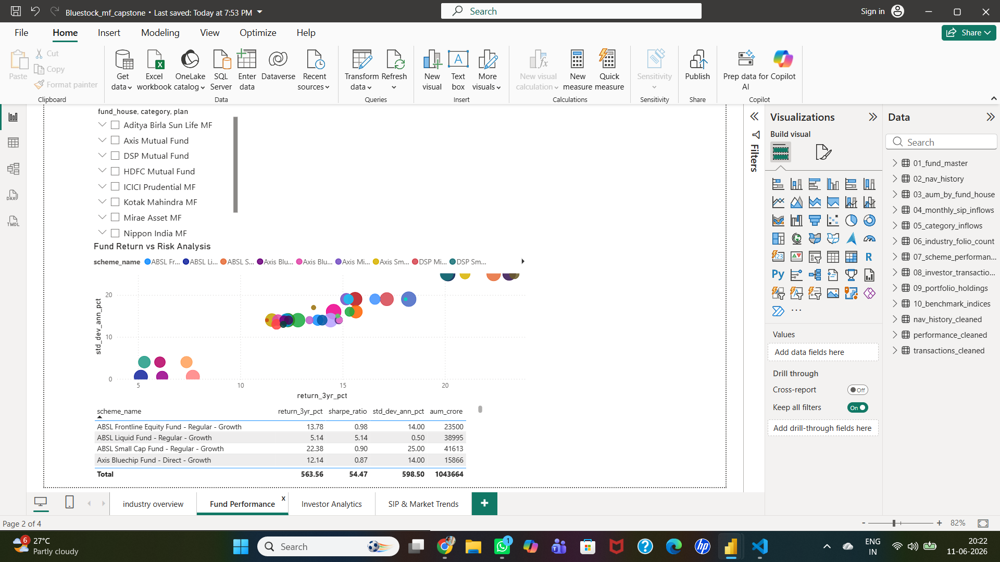 Bluestock_mf_capstone • Last saved: Today at 7:53 PM
Search
Sign in
File
Home
Insert
Modeling
View
Optimize
Help
Share
Paste
Cut
Copy
Format painter
Clipboard
Get data
Excel workbook
OneLake catalog
SQL Server
Enter data
Dataverse
Recent sources
Data
Transform data
Refresh
Queries
New visual
Text box
More visuals
Insert
New visual calculation
New measure
Quick measure
Calculations
Sensitivity
Sensitivity
Publish
Share
Prep data for AI
Copilot
Copilot
fund_house, category, plan
Aditya Birla Sun Life MF
Axis Mutual Fund
DSP Mutual Fund
HDFC Mutual Fund
ICICI Prudential MF
Kotak Mahindra MF
Mirae Asset MF
Nippon India MF
Fund Return vs Risk Analysis
scheme_name ABSL Fr... ABSL Li... ABSL S... Axis Blu... Axis Blu... Axis Mi... Axis Sm... DSP Mi... DSP Sm...
std_dev_ann_pct
20
10
0
5 10 15 20
return_3yr_pct
scheme_name return_3yr_pct sharpe_ratio std_dev_ann_pct aum_crore
ABSL Frontline Equity Fund - Regular - Growth 13.78 0.98 14.00 23500
ABSL Liquid Fund - Regular - Growth 5.14 5.14 0.50 38995
ABSL Small Cap Fund - Regular - Growth 22.38 0.90 25.00 41613
Axis Bluechip Fund - Direct - Growth 12.14 0.87 14.00 15866
Total 563.56 54.47 598.50 1043664
Filters
Visualizations
Build visual
Values
Add data fields here
Drill through
Cross-report Off
Keep all filters On
Add drill-through fields here
Data
Search
01_fund_master
02_nav_history
03_aum_by_fund_house
04_monthly_sip_inflows
05_category_inflows
06_industry_folio_count
07_scheme_performan...
08_investor_transactio...
09_portfolio_holdings
10_benchmark_indices
nav_history_cleaned
performance_cleaned
transactions_cleaned
industry overview
Fund Performance
x
Investor Analytics
SIP & Market Trends
+
Page 2 of 4
- + 82%
6
27°C
Partly cloudy
Search
1
ENG
IN
20:22
11-06-2026
DAX
TMDL
123
R
Py
T
hp